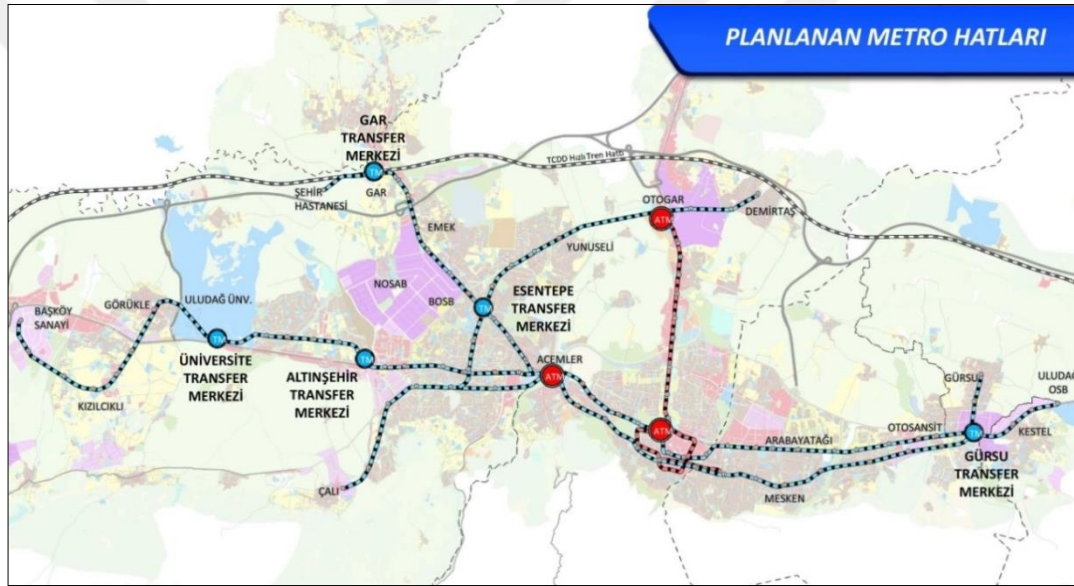 PLANLANAN METRO HATLARI
GAR
TRANSFER
MERKEZİ
TM
GAR
ŞEHİR
HASTANESİ
TCDD Hızlı Tren Hattı
OTOGAR
ATM
DEMİRTAŞ
EMEK
YUNUSELİ
NOSAB
BOSB
TM
ESENTEPE
TRANSFER
MERKEZİ
ULUDAĞ ÜNV.
GÖRÜKLE
BAŞKÖY
SANAYİ
TM
ÜNİVERSİTE
TRANSFER
MERKEZİ
TM
ALTINŞEHİR
TRANSFER
MERKEZİ
ACEMLER
ATM
KIZILCIKLI
ÇALI
ATM
ARABAYATAĞI
MESKEN
OTOSANSİT
GÜRSU
ULUDAĞ
OSB
KESTEL
TM
GÜRSU
TRANSFER
MERKEZİ